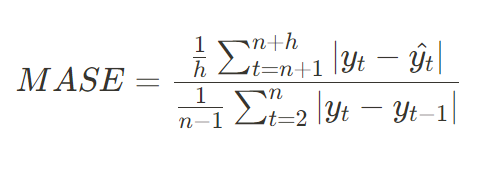 $MASE = \frac{\frac{1}{h} \sum_{t=n+1}^{n+h} |y_t - \hat{y}_t|}{\frac{1}{n-1} \sum_{t=2}^{n} |y_t - y_{t-1}|}$